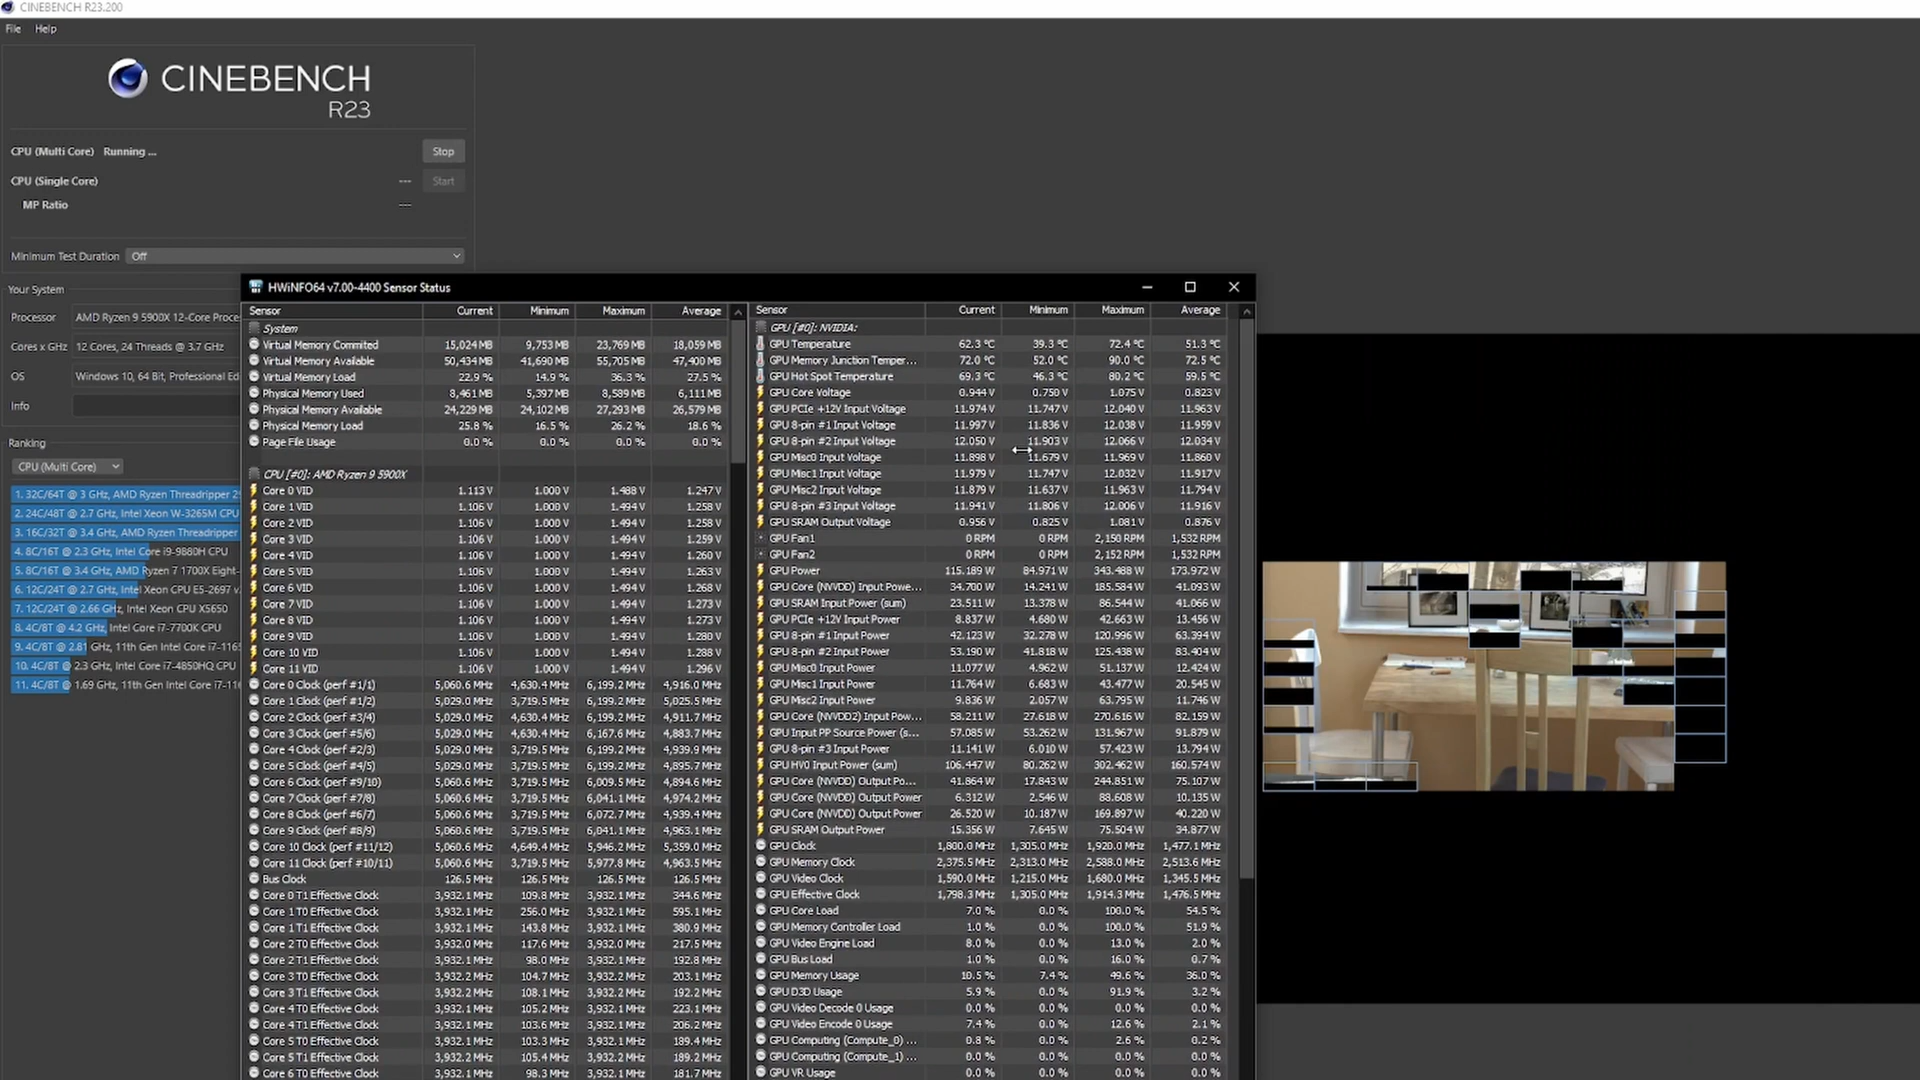 CINEBENCH R23.200
File Help
CINEBENCH
R23
CPU (Multi Core) Running ... Stop
CPU (Single Core) --- Start
MP Ratio ---
Minimum Test Duration Off
Your System
Processor AMD Ryzen 9 5900X 12-Core Proce
Cores x GHz 12 Cores, 24 Threads @ 3.7 GHz
OS Windows 10, 64 Bit, Professional Ed
Info
Ranking
CPU (Multi Core)
1. 32C/64T @ 3 GHz, AMD Ryzen Threadripper 2
2. 24C/48T @ 2.7 GHz, Intel Xeon W-3265M CPU
3. 16C/32T @ 3.4 GHz, AMD Ryzen Threadripper
4. 8C/16T @ 2.3 GHz, Intel Core i9-9880H CPU
5. 8C/16T @ 3.4 GHz, AMD Ryzen 7 1700X Eight-
6. 12C/24T @ 2.7 GHz, Intel Xeon CPU E5-2697 v
7. 12C/24T @ 2.66 GHz, Intel Xeon CPU X5650
8. 4C/8T @ 4.2 GHz, Intel Core i7-7700K CPU
9. 4C/8T @ 2.81 GHz, 11th Gen Intel Core i7-116
10. 4C/8T @ 2.3 GHz, Intel Core i7-4850HQ CPU
11. 4C/8T @ 1.69 GHz, 11th Gen Intel Core i7-116
HWiNFO64 v7.00-4400 Sensor Status
Sensor Current Minimum Maximum Average
System
Virtual Memory Commited 15,024 MB 9,753 MB 23,769 MB 18,059 MB
Virtual Memory Available 50,434 MB 41,690 MB 55,705 MB 47,400 MB
Virtual Memory Load 22.9 % 14.9 % 36.3 % 27.5 %
Physical Memory Used 8,461 MB 5,397 MB 8,589 MB 6,111 MB
Physical Memory Available 24,229 MB 24,102 MB 27,293 MB 26,579 MB
Physical Memory Load 25.8 % 16.5 % 26.2 % 18.6 %
Page File Usage 0.0 % 0.0 % 0.0 % 0.0 %
CPU [#0]: AMD Ryzen 9 5900X
Core 0 VID 1.113 V 1.000 V 1.488 V 1.247 V
Core 1 VID 1.106 V 1.000 V 1.494 V 1.258 V
Core 2 VID 1.106 V 1.000 V 1.494 V 1.258 V
Core 3 VID 1.106 V 1.000 V 1.494 V 1.259 V
Core 4 VID 1.106 V 1.000 V 1.494 V 1.260 V
Core 5 VID 1.106 V 1.000 V 1.494 V 1.263 V
Core 6 VID 1.106 V 1.000 V 1.494 V 1.268 V
Core 7 VID 1.106 V 1.000 V 1.494 V 1.273 V
Core 8 VID 1.106 V 1.000 V 1.494 V 1.273 V
Core 9 VID 1.106 V 1.000 V 1.494 V 1.280 V
Core 10 VID 1.106 V 1.000 V 1.494 V 1.288 V
Core 11 VID 1.106 V 1.000 V 1.494 V 1.296 V
Core 0 Clock (perf #1/1) 5,060.6 MHz 4,630.4 MHz 6,199.2 MHz 4,916.0 MHz
Core 1 Clock (perf #1/2) 5,029.0 MHz 3,719.5 MHz 6,199.2 MHz 5,025.5 MHz
Core 2 Clock (perf #3/4) 5,029.0 MHz 4,630.4 MHz 6,199.2 MHz 4,911.7 MHz
Core 3 Clock (perf #5/6) 5,029.0 MHz 4,630.4 MHz 6,167.6 MHz 4,883.7 MHz
Core 4 Clock (perf #2/3) 5,029.0 MHz 3,719.5 MHz 6,199.2 MHz 4,939.9 MHz
Core 5 Clock (perf #4/5) 5,029.0 MHz 3,719.5 MHz 6,199.2 MHz 4,895.7 MHz
Core 6 Clock (perf #9/10) 5,060.6 MHz 3,719.5 MHz 6,009.5 MHz 4,894.6 MHz
Core 7 Clock (perf #7/8) 5,060.6 MHz 3,719.5 MHz 6,041.1 MHz 4,974.2 MHz
Core 8 Clock (perf #6/7) 5,060.6 MHz 3,719.5 MHz 6,072.7 MHz 4,939.4 MHz
Core 9 Clock (perf #8/9) 5,060.6 MHz 3,719.5 MHz 6,041.1 MHz 4,963.1 MHz
Core 10 Clock (perf #11/12) 5,060.6 MHz 4,649.4 MHz 5,946.2 MHz 5,359.0 MHz
Core 11 Clock (perf #10/11) 5,060.6 MHz 3,719.5 MHz 5,977.8 MHz 4,963.5 MHz
Bus Clock 126.5 MHz 126.5 MHz 126.5 MHz 126.5 MHz
Core 0 T1 Effective Clock 3,932.1 MHz 109.8 MHz 3,932.1 MHz 344.6 MHz
Core 1 T0 Effective Clock 3,932.1 MHz 256.0 MHz 3,932.1 MHz 595.1 MHz
Core 1 T1 Effective Clock 3,932.1 MHz 143.8 MHz 3,932.1 MHz 380.9 MHz
Core 2 T0 Effective Clock 3,932.0 MHz 117.6 MHz 3,932.0 MHz 217.5 MHz
Core 2 T1 Effective Clock 3,932.1 MHz 98.0 MHz 3,932.1 MHz 192.8 MHz
Core 3 T0 Effective Clock 3,932.2 MHz 104.7 MHz 3,932.2 MHz 203.1 MHz
Core 3 T1 Effective Clock 3,932.2 MHz 108.1 MHz 3,932.2 MHz 192.2 MHz
Core 4 T0 Effective Clock 3,932.1 MHz 105.2 MHz 3,932.1 MHz 223.1 MHz
Core 4 T1 Effective Clock 3,932.1 MHz 103.6 MHz 3,932.1 MHz 206.2 MHz
Core 5 T0 Effective Clock 3,932.1 MHz 103.3 MHz 3,932.1 MHz 189.4 MHz
Core 5 T1 Effective Clock 3,932.2 MHz 105.4 MHz 3,932.2 MHz 189.2 MHz
Core 6 T0 Effective Clock 3,932.1 MHz 98.3 MHz 3,932.1 MHz 181.7 MHz
Sensor Current Minimum Maximum Average
GPU [#0]: NVIDIA:
GPU Temperature 62.3 °C 39.3 °C 72.4 °C 51.3 °C
GPU Memory Junction Temper... 72.0 °C 52.0 °C 90.0 °C 72.5 °C
GPU Hot Spot Temperature 69.3 °C 46.3 °C 80.2 °C 59.5 °C
GPU Core Voltage 0.944 V 0.750 V 1.075 V 0.823 V
GPU PCIe +12V Input Voltage 11.974 V 11.747 V 12.040 V 11.963 V
GPU 8-pin #1 Input Voltage 11.997 V 11.836 V 12.038 V 11.959 V
GPU 8-pin #2 Input Voltage 12.050 V 11.903 V 12.066 V 12.034 V
GPU Misc0 Input Voltage 11.898 V 11.679 V 11.969 V 11.860 V
GPU Misc1 Input Voltage 11.979 V 11.747 V 12.032 V 11.917 V
GPU Misc2 Input Voltage 11.879 V 11.637 V 11.963 V 11.794 V
GPU 8-pin #3 Input Voltage 11.941 V 11.806 V 12.006 V 11.916 V
GPU SRAM Output Voltage 0.956 V 0.825 V 1.081 V 0.876 V
GPU Fan1 0 RPM 0 RPM 2,150 RPM 1,532 RPM
GPU Fan2 0 RPM 0 RPM 2,152 RPM 1,532 RPM
GPU Power 115.189 W 84.971 W 343.488 W 173.972 W
GPU Core (NVVDD) Input Powe... 34.700 W 14.241 W 185.584 W 41.093 W
GPU SRAM Input Power (sum) 23.511 W 13.378 W 86.544 W 41.066 W
GPU PCIe +12V Input Power 8.837 W 4.680 W 42.663 W 13.456 W
GPU 8-pin #1 Input Power 42.123 W 32.278 W 120.996 W 63.394 W
GPU 8-pin #2 Input Power 53.190 W 41.818 W 125.438 W 83.404 W
GPU Misc0 Input Power 11.077 W 4.962 W 51.137 W 12.424 W
GPU Misc1 Input Power 11.764 W 6.683 W 43.477 W 20.545 W
GPU Misc2 Input Power 9.836 W 2.057 W 63.795 W 11.746 W
GPU Core (NVVDD2) Input Pow... 58.211 W 27.618 W 270.616 W 82.159 W
GPU Input PP Source Power (s... 57.085 W 53.262 W 131.967 W 91.879 W
GPU 8-pin #3 Input Power 11.141 W 6.010 W 57.423 W 13.794 W
GPU HV0 Input Power (sum) 106.447 W 80.262 W 302.462 W 160.574 W
GPU Core (NVVDD) Output Po... 41.864 W 17.843 W 244.851 W 75.107 W
GPU Core (NVVDD) Output Power 6.312 W 2.546 W 88.608 W 10.135 W
GPU Core (NVVDD) Output Power 26.520 W 10.187 W 169.897 W 40.220 W
GPU SRAM Output Power 15.356 W 7.645 W 75.504 W 34.877 W
GPU Clock 1,800.0 MHz 1,305.0 MHz 1,920.0 MHz 1,477.1 MHz
GPU Memory Clock 2,375.5 MHz 2,313.0 MHz 2,588.0 MHz 2,513.6 MHz
GPU Video Clock 1,590.0 MHz 1,215.0 MHz 1,680.0 MHz 1,345.5 MHz
GPU Effective Clock 1,798.3 MHz 1,305.0 MHz 1,914.3 MHz 1,476.5 MHz
GPU Core Load 7.0 % 0.0 % 100.0 % 54.5 %
GPU Memory Controller Load 1.0 % 0.0 % 100.0 % 51.9 %
GPU Video Engine Load 8.0 % 0.0 % 13.0 % 2.0 %
GPU Bus Load 1.0 % 0.0 % 16.0 % 0.7 %
GPU Memory Usage 10.5 % 7.4 % 49.6 % 36.0 %
GPU D3D Usage 5.9 % 0.0 % 91.9 % 3.2 %
GPU Video Decode 0 Usage 0.0 % 0.0 % 0.0 % 0.0 %
GPU Video Encode 0 Usage 7.4 % 0.0 % 12.6 % 2.1 %
GPU Computing (Compute_0) ... 0.8 % 0.0 % 2.6 % 0.2 %
GPU Computing (Compute_1) ... 0.0 % 0.0 % 0.0 % 0.0 %
GPU VR Usage 0.0 % 0.0 % 0.0 % 0.0 %